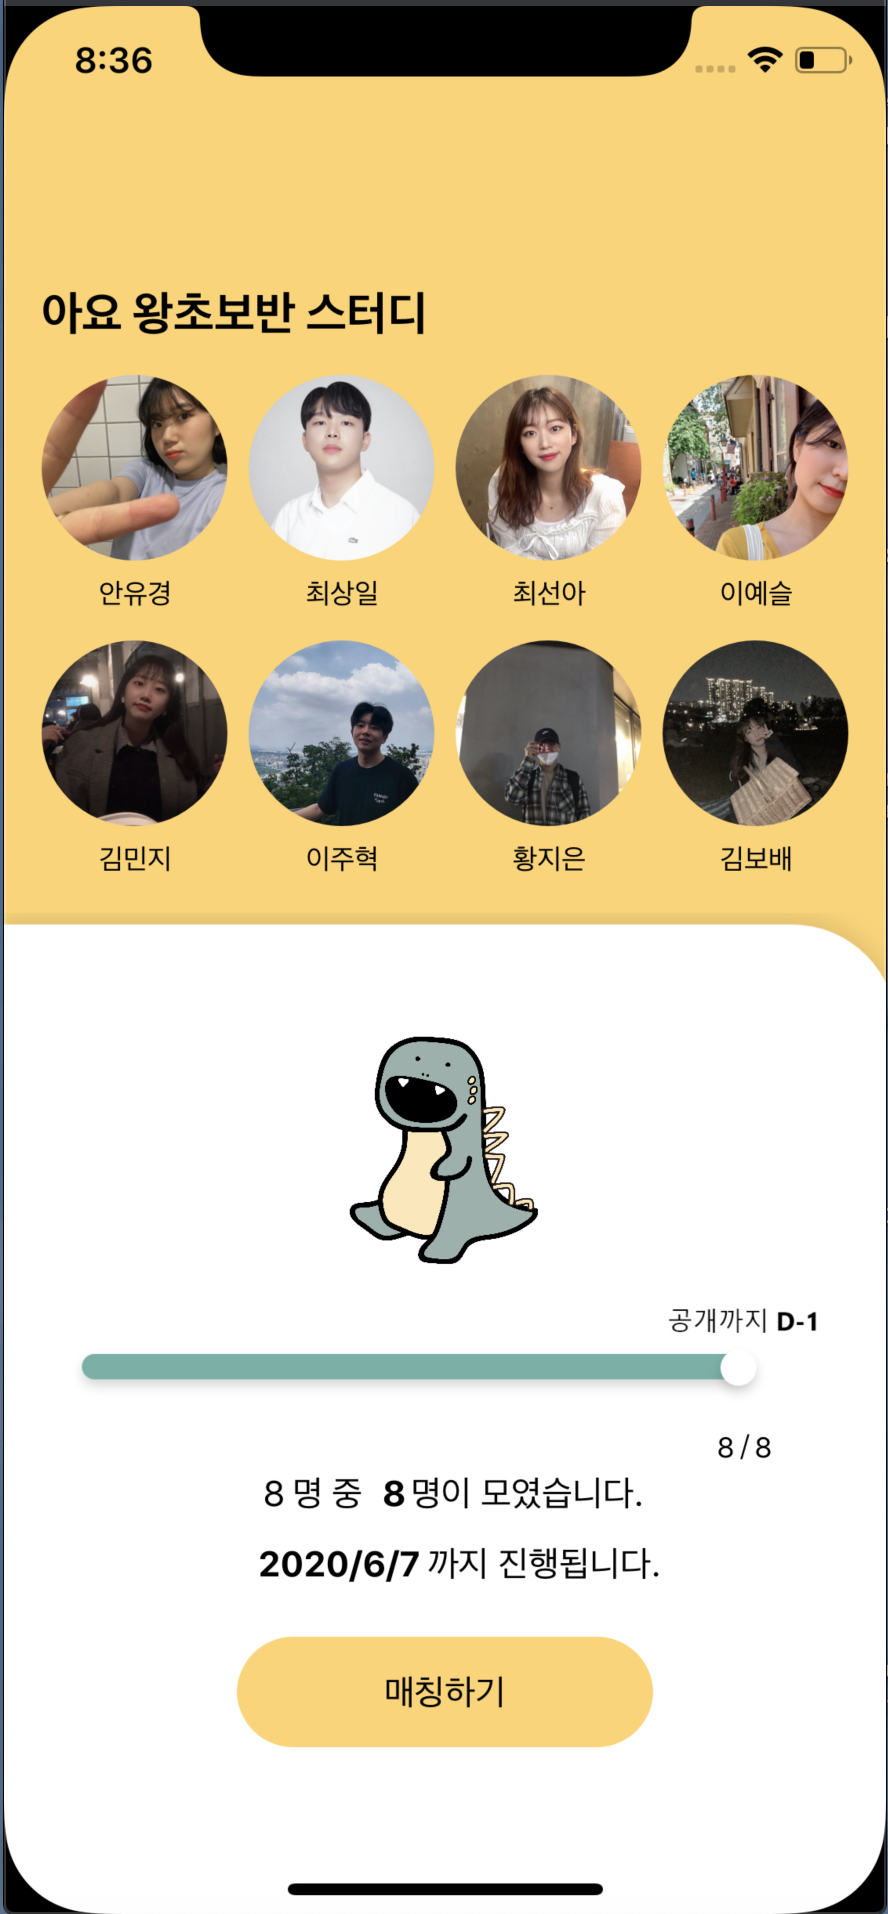 8:36
아요 왕초보반 스터디
안유경 최상일 최선아 이예슬
김민지 이주혁 황지은 김보배
공개까지 D-1
8 / 8
8 명 중 8 명이 모였습니다.
2020/6/7 까지 진행됩니다.
매칭하기